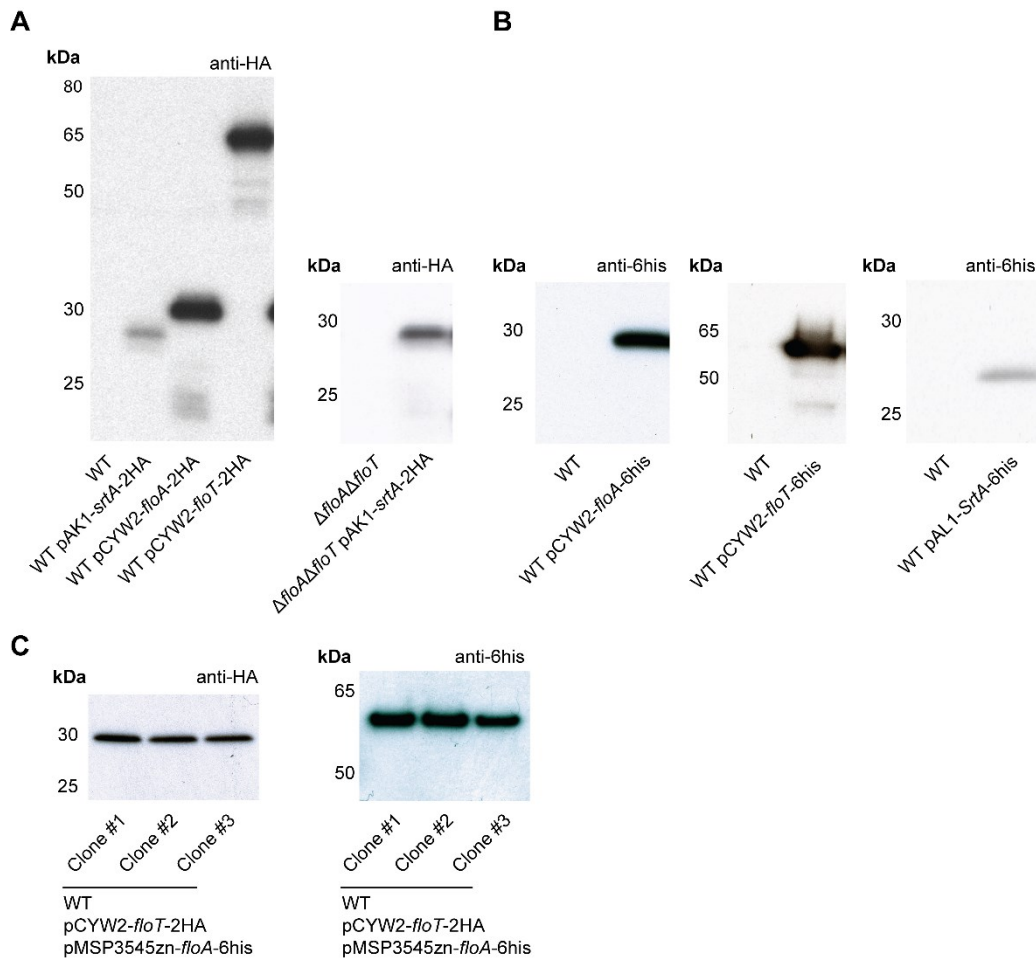 A
kDa
anti-HA
80
65
50
30
25
WT
WT pAK1-srtA-2HA
WT pCYW2-floA-2HA
WT pCYW2-floT-2HA
kDa
anti-HA
30
25
ΔfloAΔfloT
ΔfloAΔfloT pAK1-srtA-2HA
B
kDa
anti-6his
30
25
WT
WT pCYW2-floA-6his
kDa
65
50
WT
WT pCYW2-floT-6his
anti-6his
30
25
WT
WT pAL1-SrtA-6his
C
kDa
anti-HA
30
25
Clone #1
Clone #2
Clone #3
WT
pCYW2-floT-2HA
pMSP3545zn-floA-6his
kDa
anti-6his
65
50
Clone #1
Clone #2
Clone #3
WT
pCYW2-floT-2HA
pMSP3545zn-floA-6his